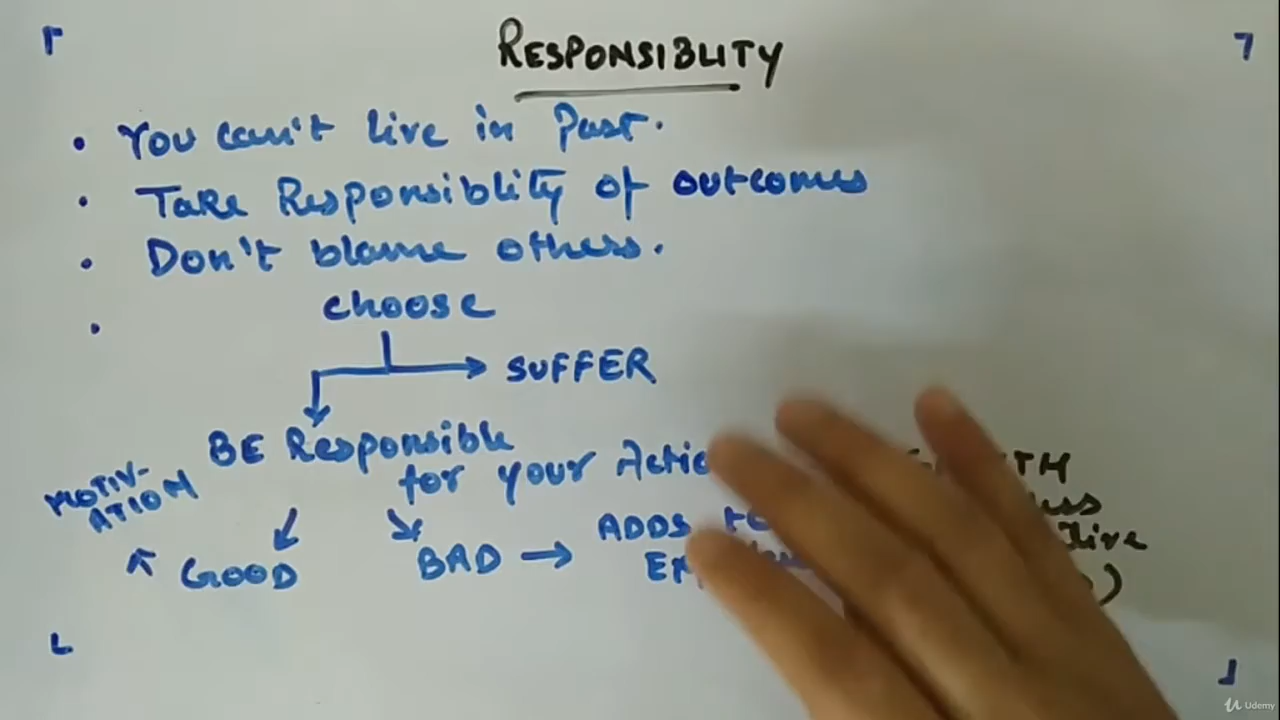 RESPONSIBLITY
• You can't live in Past.
• Take Responsiblity of outcomes
• Don't blame others.
•
choose
SUFFER
BE Responsible
for your
MOTIV-
ATION
GOOD
BAD
ADDS
Udemy